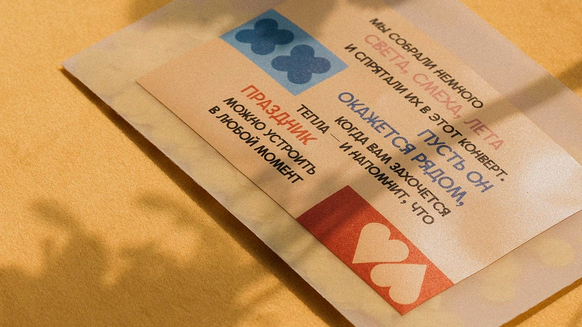 МЫ СОБРАЛИ НЕМНОГО
СВЕТА, СМЕХА, ЛЕТА
И СПРЯТАЛИ ИХ В ЭТОТ КОНВЕРТ.
ПУСТЬ ОН
ОКАЖЕТСЯ РЯДОМ,
КОГДА ВАМ ЗАХОЧЕТСЯ
ТЕПЛА — И НАПОМНИТ, ЧТО
ПРАЗДНИК
МОЖНО УСТРОИТЬ
В ЛЮБОЙ МОМЕНТ